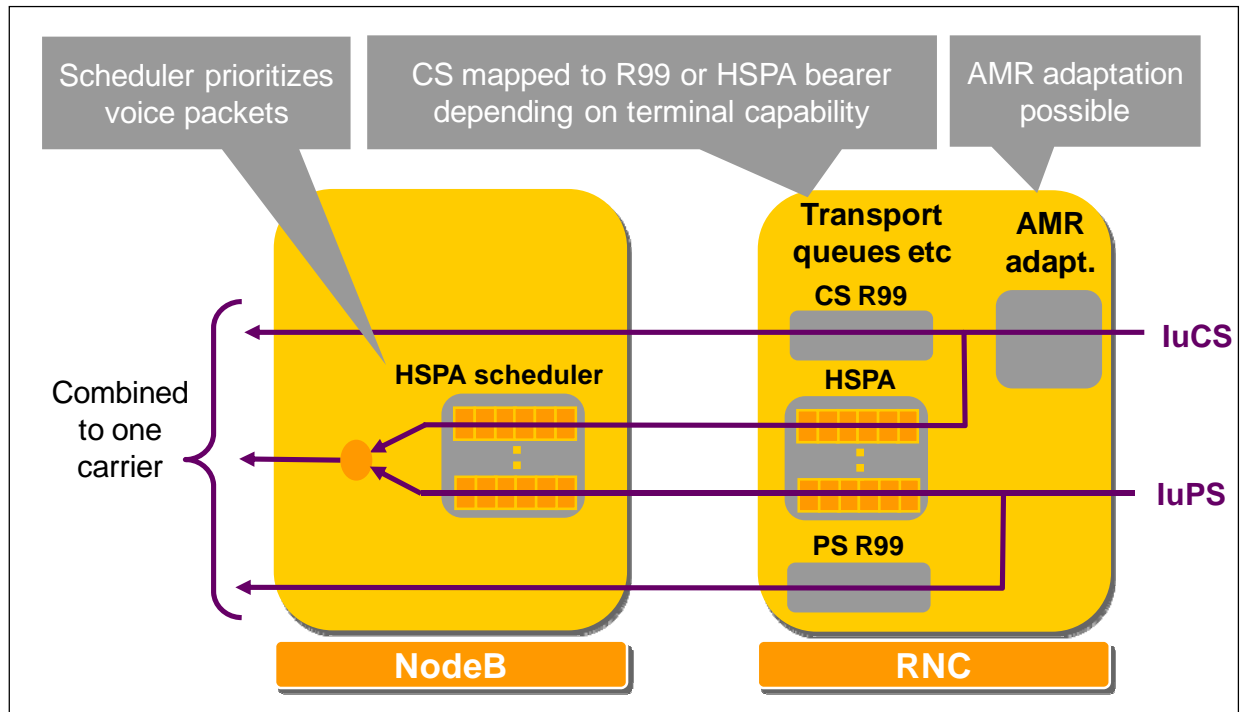 Scheduler prioritizes
voice packets
CS mapped to R99 or HSPA bearer
depending on terminal capability
AMR adaptation
possible
Transport
queues etc
AMR
adapt.
CS R99
IuCS
HSPA scheduler
HSPA
Combined
to one
carrier
IuPS
PS R99
NodeB
RNC